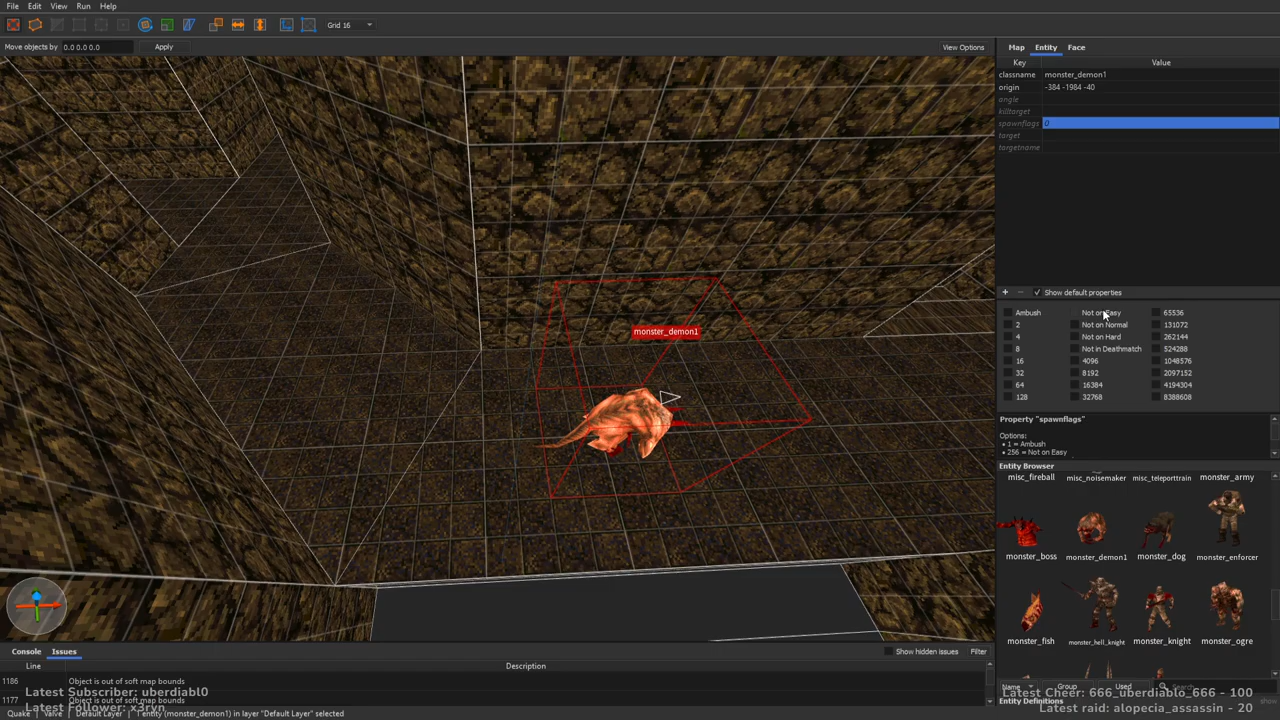 File Edit View Run Help
Grid 16
Move objects by 0.0 0.0 0.0 Apply View Options
Map Entity Face
Key Value
classname monster_demon1
origin -384 -1984 -40
angle
killtarget
spawnflags 0
target
targetname
monster_demon1
+ - Show default properties
Ambush Not on Easy 65536
2 Not on Normal 131072
4 Not on Hard 262144
8 Not in Deathmatch 524288
16 4096 1048576
32 8192 2097152
64 16384 4194304
128 32768 8388608
Property "spawnflags"
Options:
• 1 = Ambush
• 256 = Not on Easy
Entity Browser
misc_fireball misc_noisemaker misc_teleporttrain monster_army
monster_boss monster_demon1 monster_dog monster_enforcer
monster_fish monster_hell_knight monster_knight monster_ogre
Name Group Used Search
Entity Definitions show
Console Issues Show hidden issues Filter
Line Description
1186 Object is out of soft map bounds
1177 Object is out of soft map bounds
Latest Subscriber: uberdiabl0
Latest Follower: x3ryn
Latest Cheer: 666_uberdiablo_666 - 100
Latest raid: alopecia_assassin - 20
Quake Valve Default Layer 1 entity (monster_demon1) in layer "Default Layer" selected